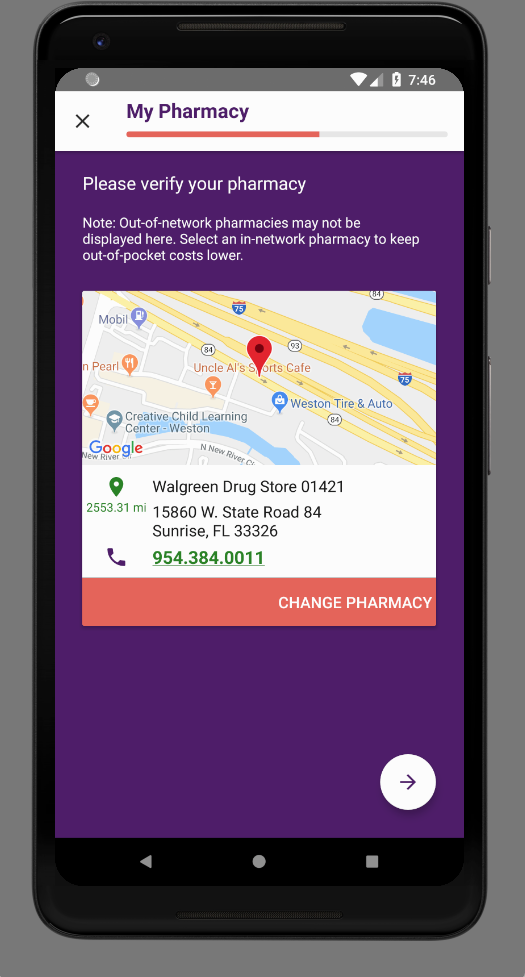 7:46
My Pharmacy
Please verify your pharmacy
Note: Out-of-network pharmacies may not be
displayed here. Select an in-network pharmacy to keep
out-of-pocket costs lower.
84
75
Mobil
84
93
n Pearl
Uncle Al's Sports Cafe
75
Weston Tire & Auto
Creative Child Learning
Center - Weston
84
Google
New River Cir
N New River C
Walgreen Drug Store 01421
2553.31 mi
15860 W. State Road 84
Sunrise, FL 33326
954.384.0011
CHANGE PHARMACY